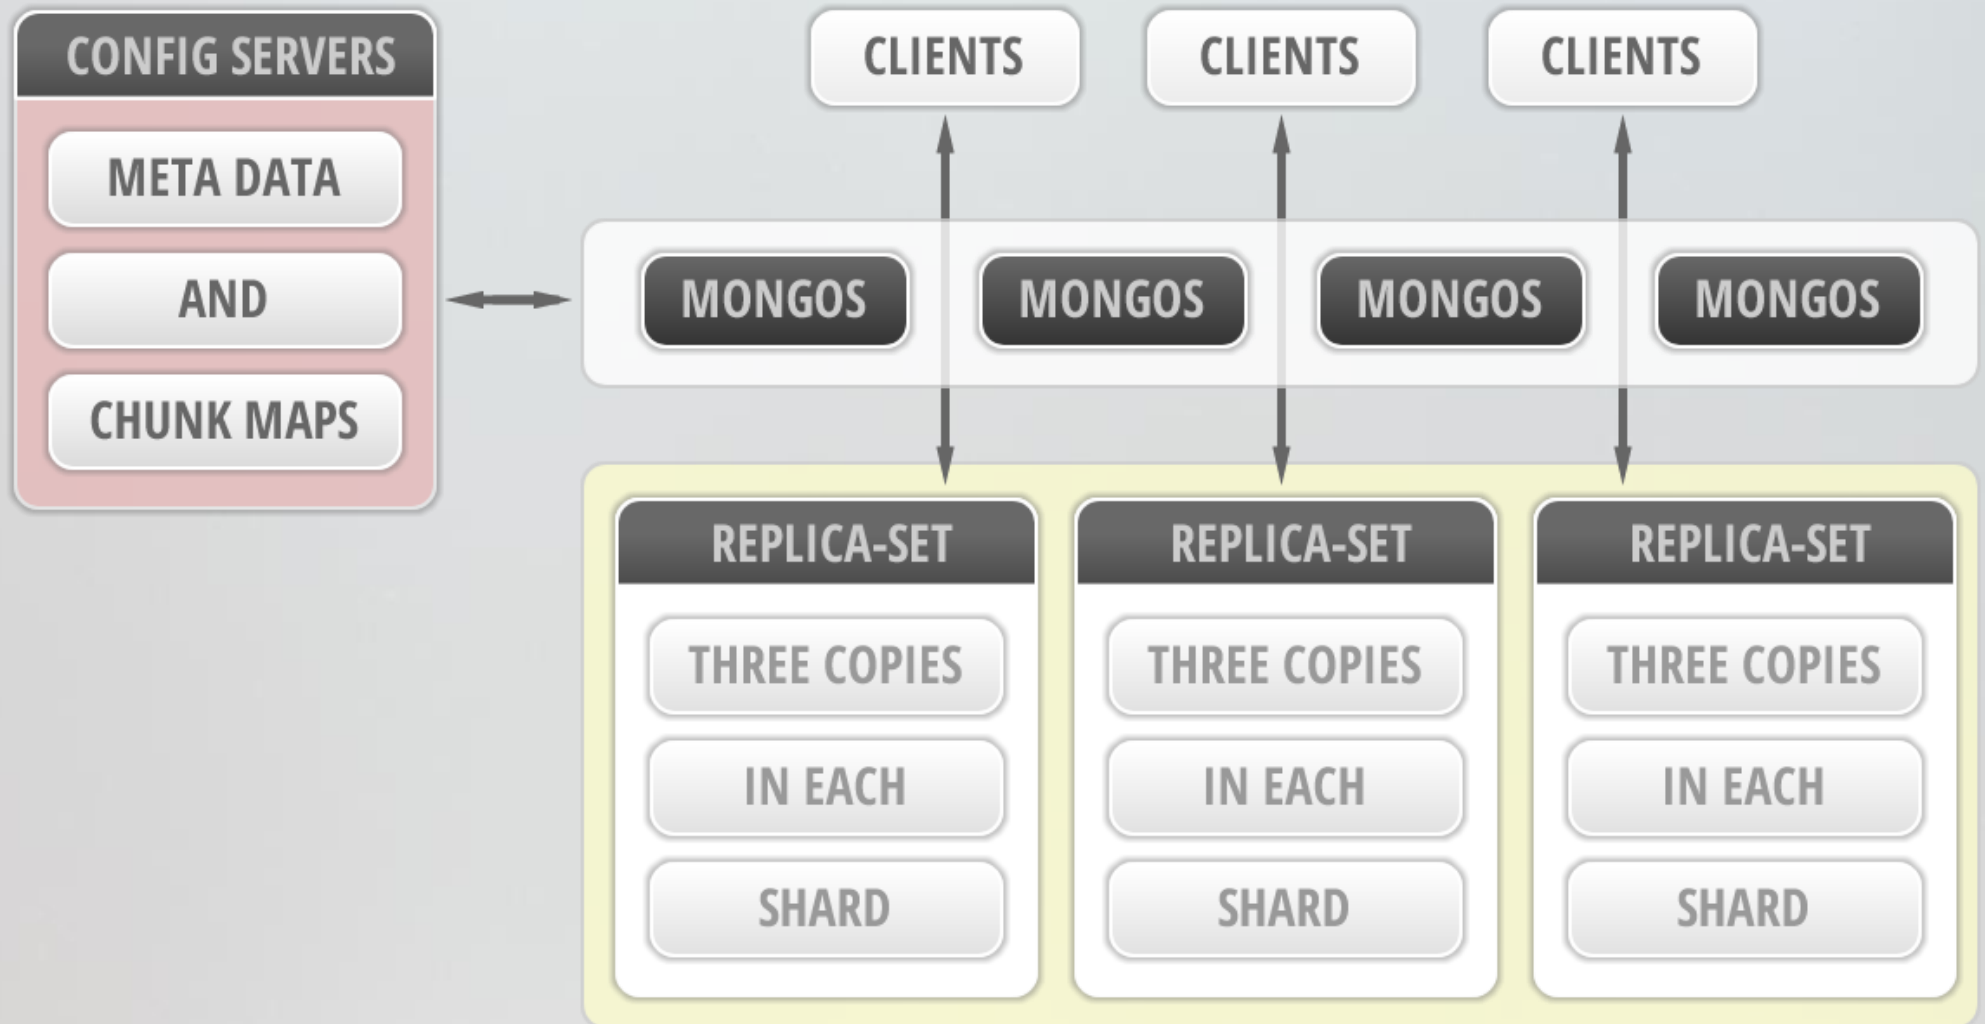 CONFIG SERVERS
META DATA
AND
CHUNK MAPS
CLIENTS
CLIENTS
CLIENTS
MONGOS
MONGOS
MONGOS
MONGOS
REPLICA-SET
THREE COPIES
IN EACH
SHARD
REPLICA-SET
THREE COPIES
IN EACH
SHARD
REPLICA-SET
THREE COPIES
IN EACH
SHARD